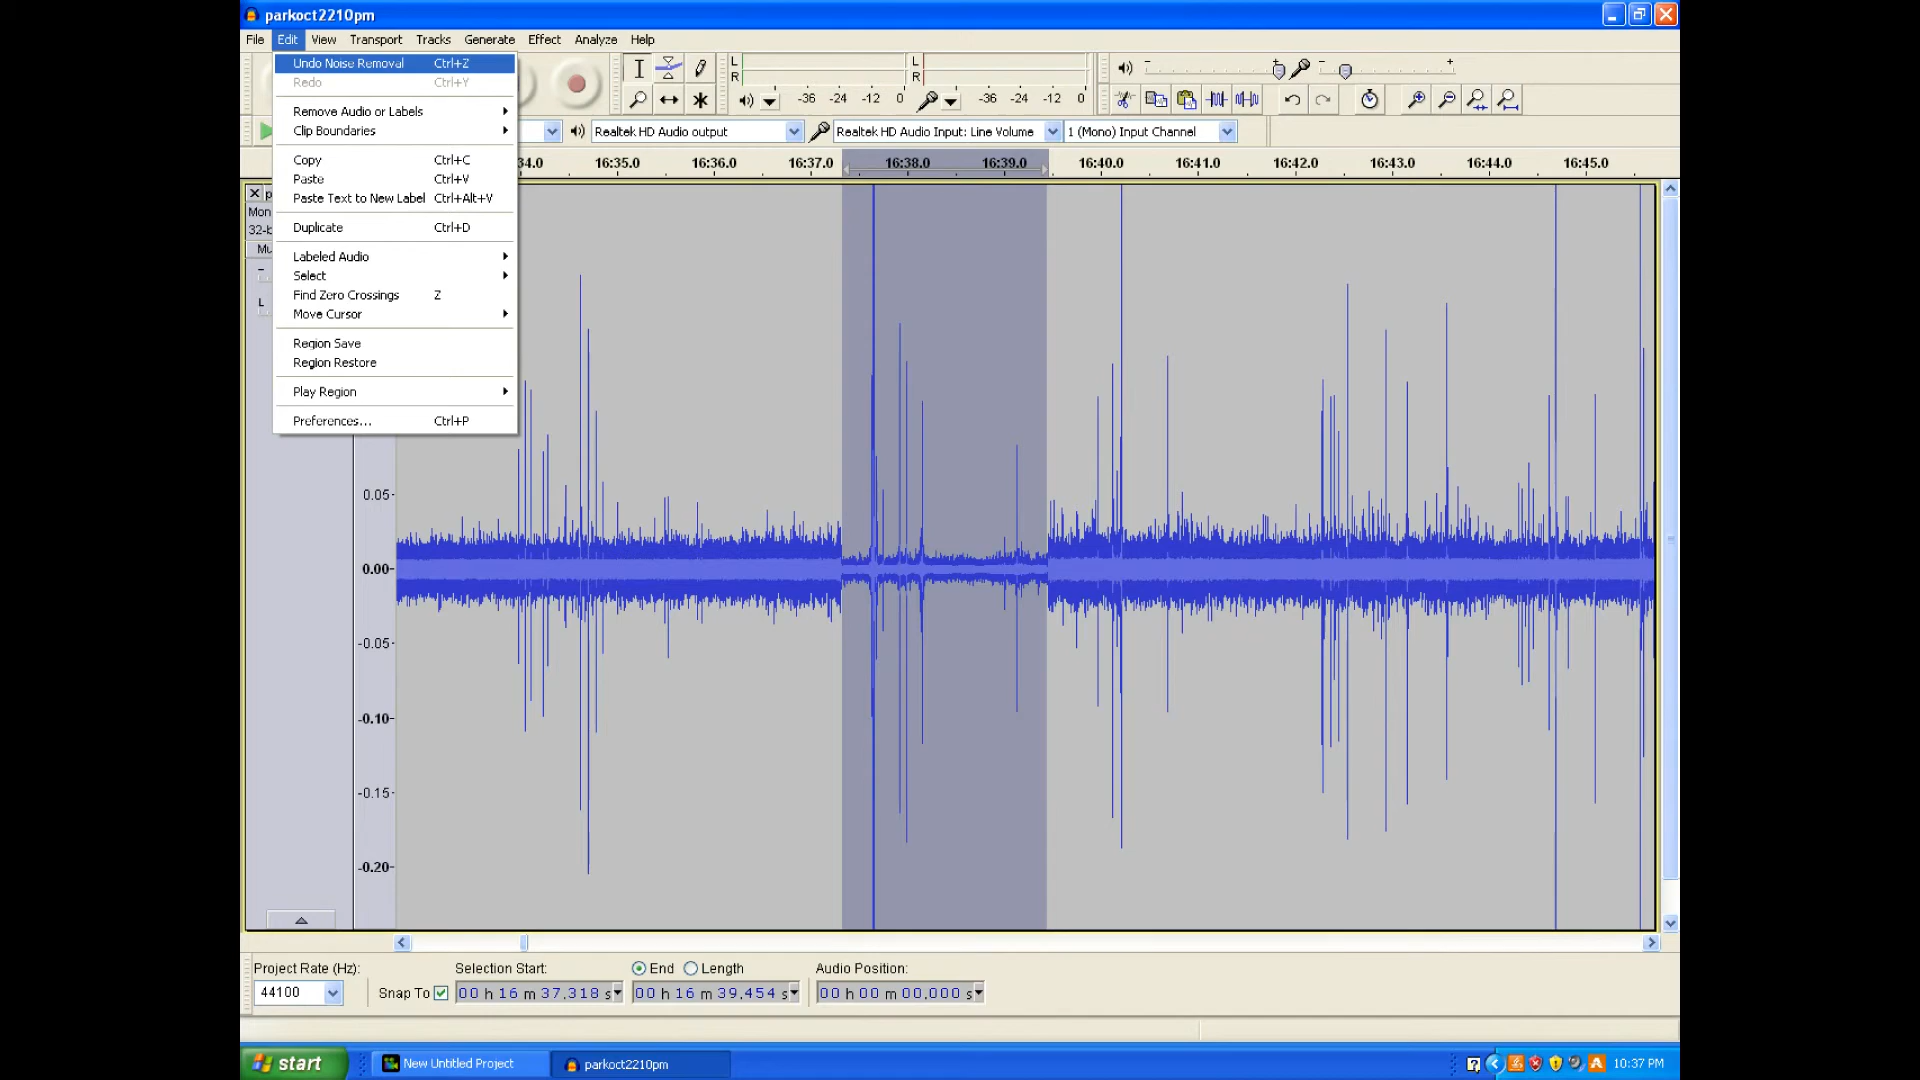 parkoct2210pm
File Edit View Transport Tracks Generate Effect Analyze Help
Undo Noise Removal Ctrl+Z
Redo Ctrl+Y
Remove Audio or Labels
Clip Boundaries
Copy Ctrl+C
Paste Ctrl+V
Paste Text to New Label Ctrl+Alt+V
Duplicate Ctrl+D
Labeled Audio
Select
Find Zero Crossings Z
Move Cursor
Region Save
Region Restore
Play Region
Preferences... Ctrl+P
L L
R R
-36 -24 -12 0 -36 -24 -12 0
Realtek HD Audio output Realtek HD Audio Input: Line Volume 1 (Mono) Input Channel
34.0 16:35.0 16:36.0 16:37.0 16:38.0 16:39.0 16:40.0 16:41.0 16:42.0 16:43.0 16:44.0 16:45.0
p
Mon
32-b
Mu
L
0.05
0.00
-0.05
-0.10
-0.15
-0.20
Project Rate (Hz): Selection Start: End Length Audio Position:
44100 Snap To 00 h 16 m 37.318 s 00 h 16 m 39.454 s 00 h 00 m 00.000 s
start New Untitled Project parkoct2210pm 10:37 PM